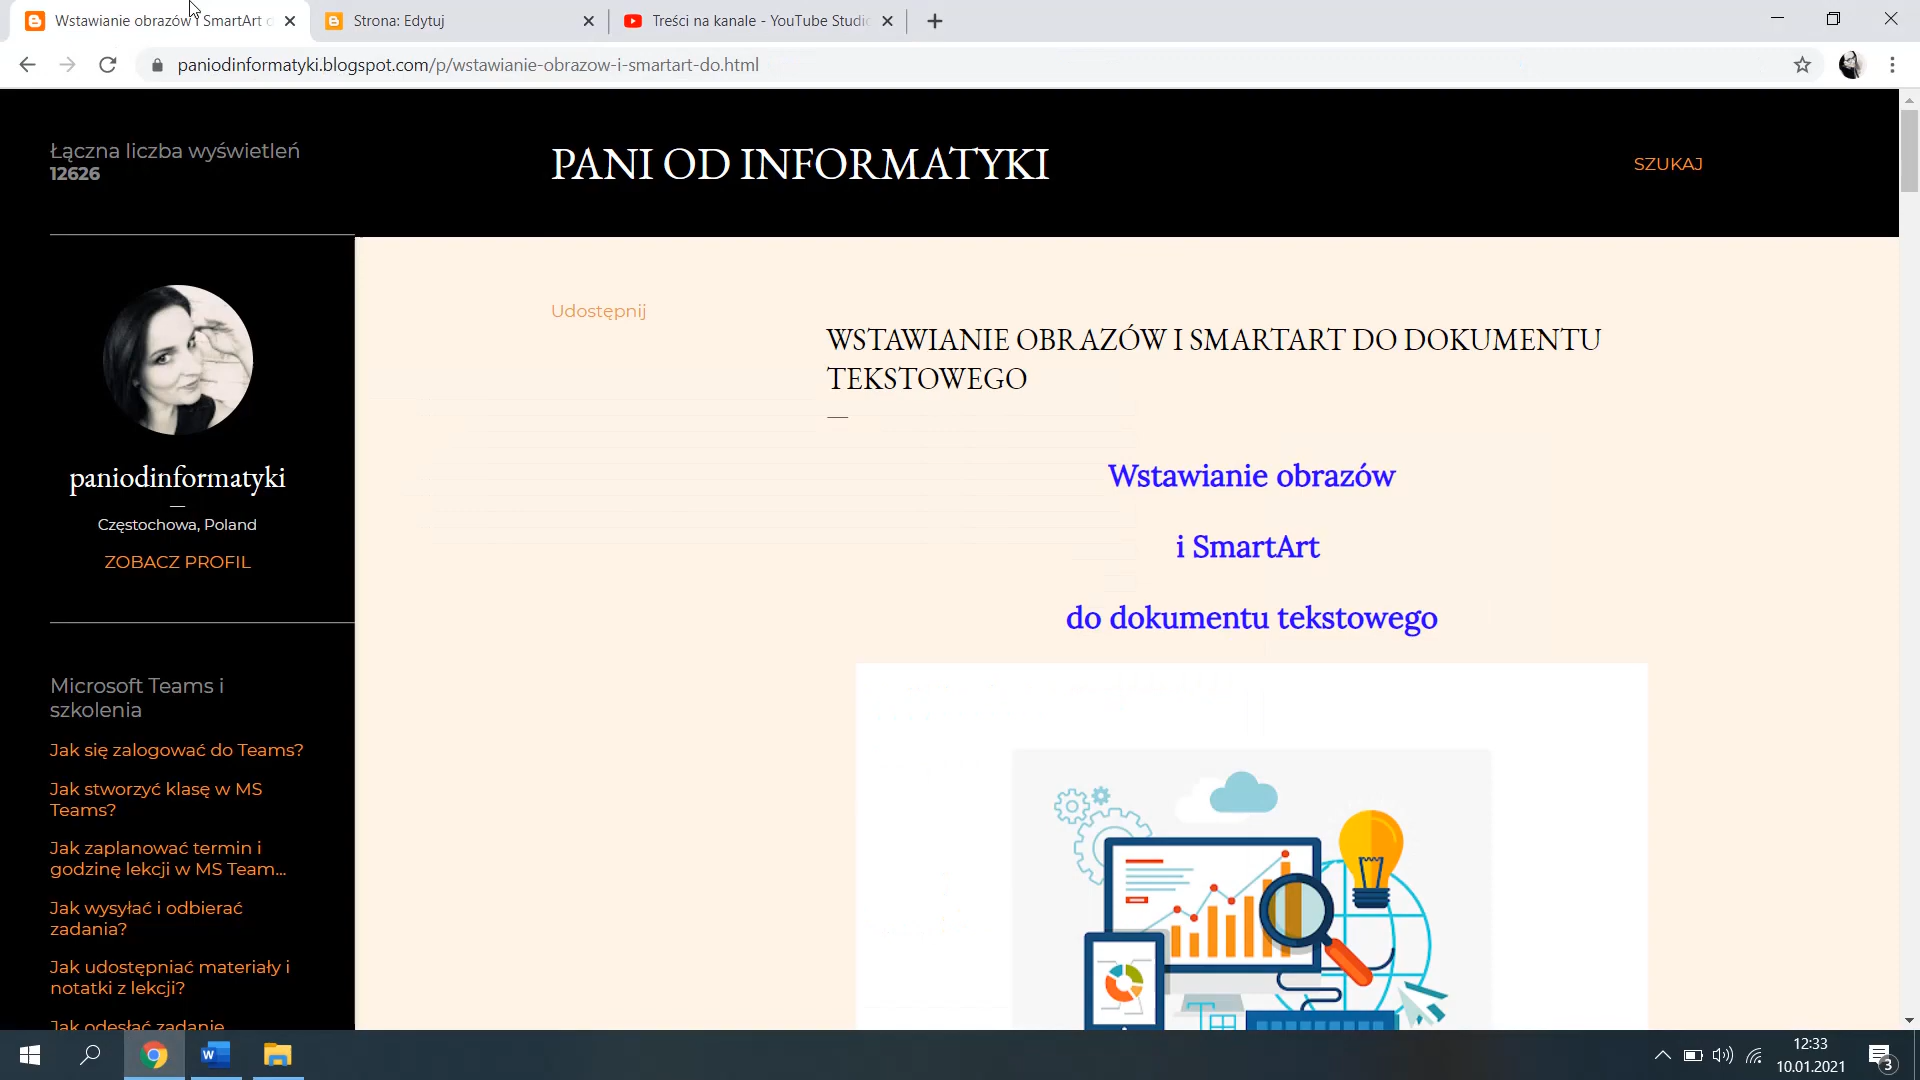 Wstawianie obrazów i SmartArt d
Strona: Edytuj
Treści na kanale - YouTube Studio
paniodinformatyki.blogspot.com/p/wstawianie-obrazow-i-smartart-do.html
Łączna liczba wyświetleń
12626
PANI OD INFORMATYKI
SZUKAJ
Udostępnij
WSTAWIANIE OBRAZÓW I SMARTART DO DOKUMENTU
TEKSTOWEGO
paniodinformatyki
Częstochowa, Poland
ZOBACZ PROFIL
Wstawianie obrazów
i SmartArt
do dokumentu tekstowego
Microsoft Teams i
szkolenia
Jak się zalogować do Teams?
Jak stworzyć klasę w MS
Teams?
Jak zaplanować termin i
godzinę lekcji w MS Team...
Jak wysyłać i odbierać
zadania?
Jak udostępniać materiały i
notatki z lekcji?
Jak odesłać zadanie
12:33
10.01.2021
3